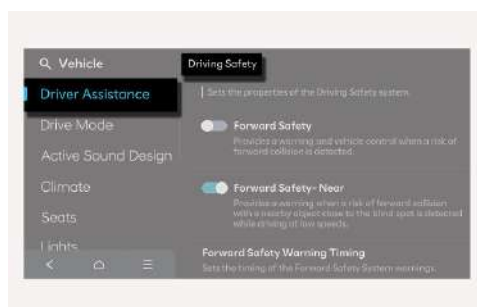 Vehicle
Driver Assistance
Drive Mode
Active Sound Design
Climate
Seats
Lights
Driving Safety
Sets the properties of the Driving Safety system.
Forward Safety
Provides a warning and vehicle control when a risk of
forward collision is detected.
Forward Safety-Near
Provides a warning when a risk of forward collision
with a nearby object close to the blind spot is detected
while driving at low speeds.
Forward Safety Warning Timing
Sets the timing of the Forward Safety System warnings.